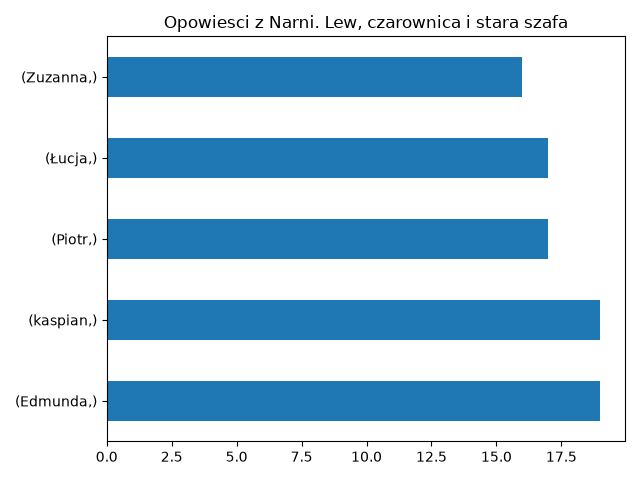 Opowiesci z Narni. Lew, czarownica i stara szafa
(Zuzanna,)
(Łucja,)
(Piotr,)
(kaspian,)
(Edmunda,)
0.0 2.5 5.0 7.5 10.0 12.5 15.0 17.5